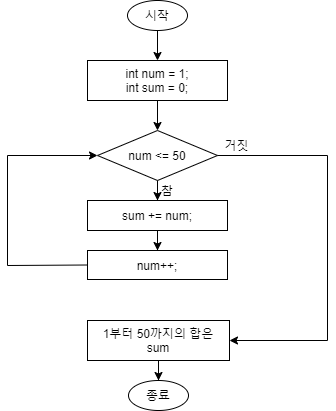 시작
int num = 1;
int sum = 0;
num <= 50
거짓
참
sum += num;
num++;
1부터 50까지의 합은
sum
종료